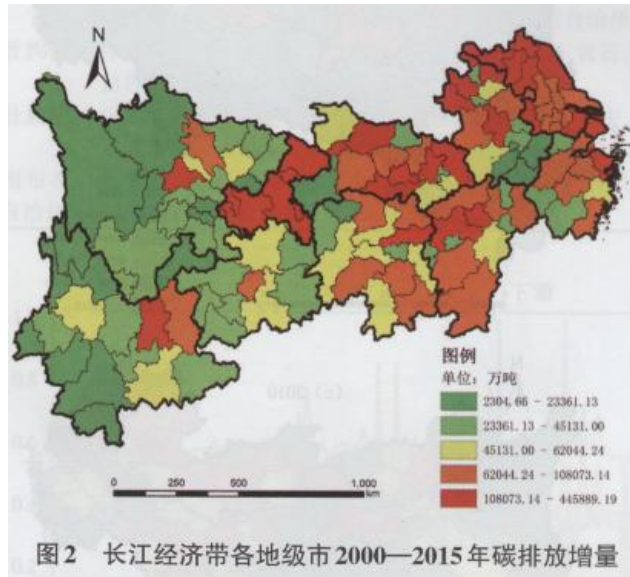 N
图例
单位: 万吨
2304.66 - 23361.13
23361.13 - 45131.00
45131.00 - 62044.24
62044.24 - 108073.14
108073.14 - 445889.19
0 250 500 1,000
km
图2 长江经济带各地级市2000—2015年碳排放增量